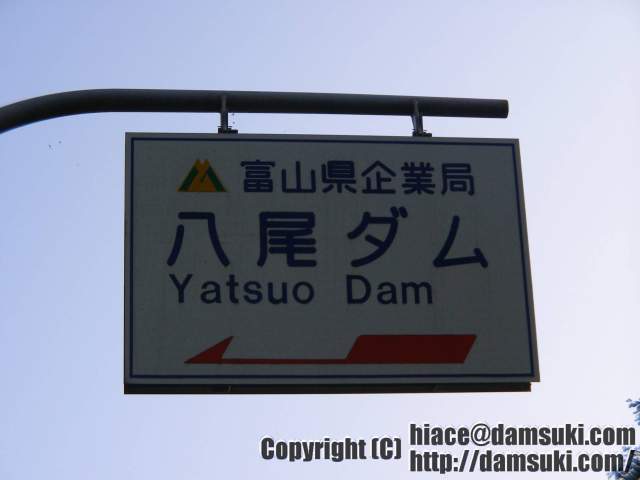 富山県企業局
八尾ダム
Yatsuo Dam
Copyright (C) hiace@damsuki.com
http://damsuki.com/